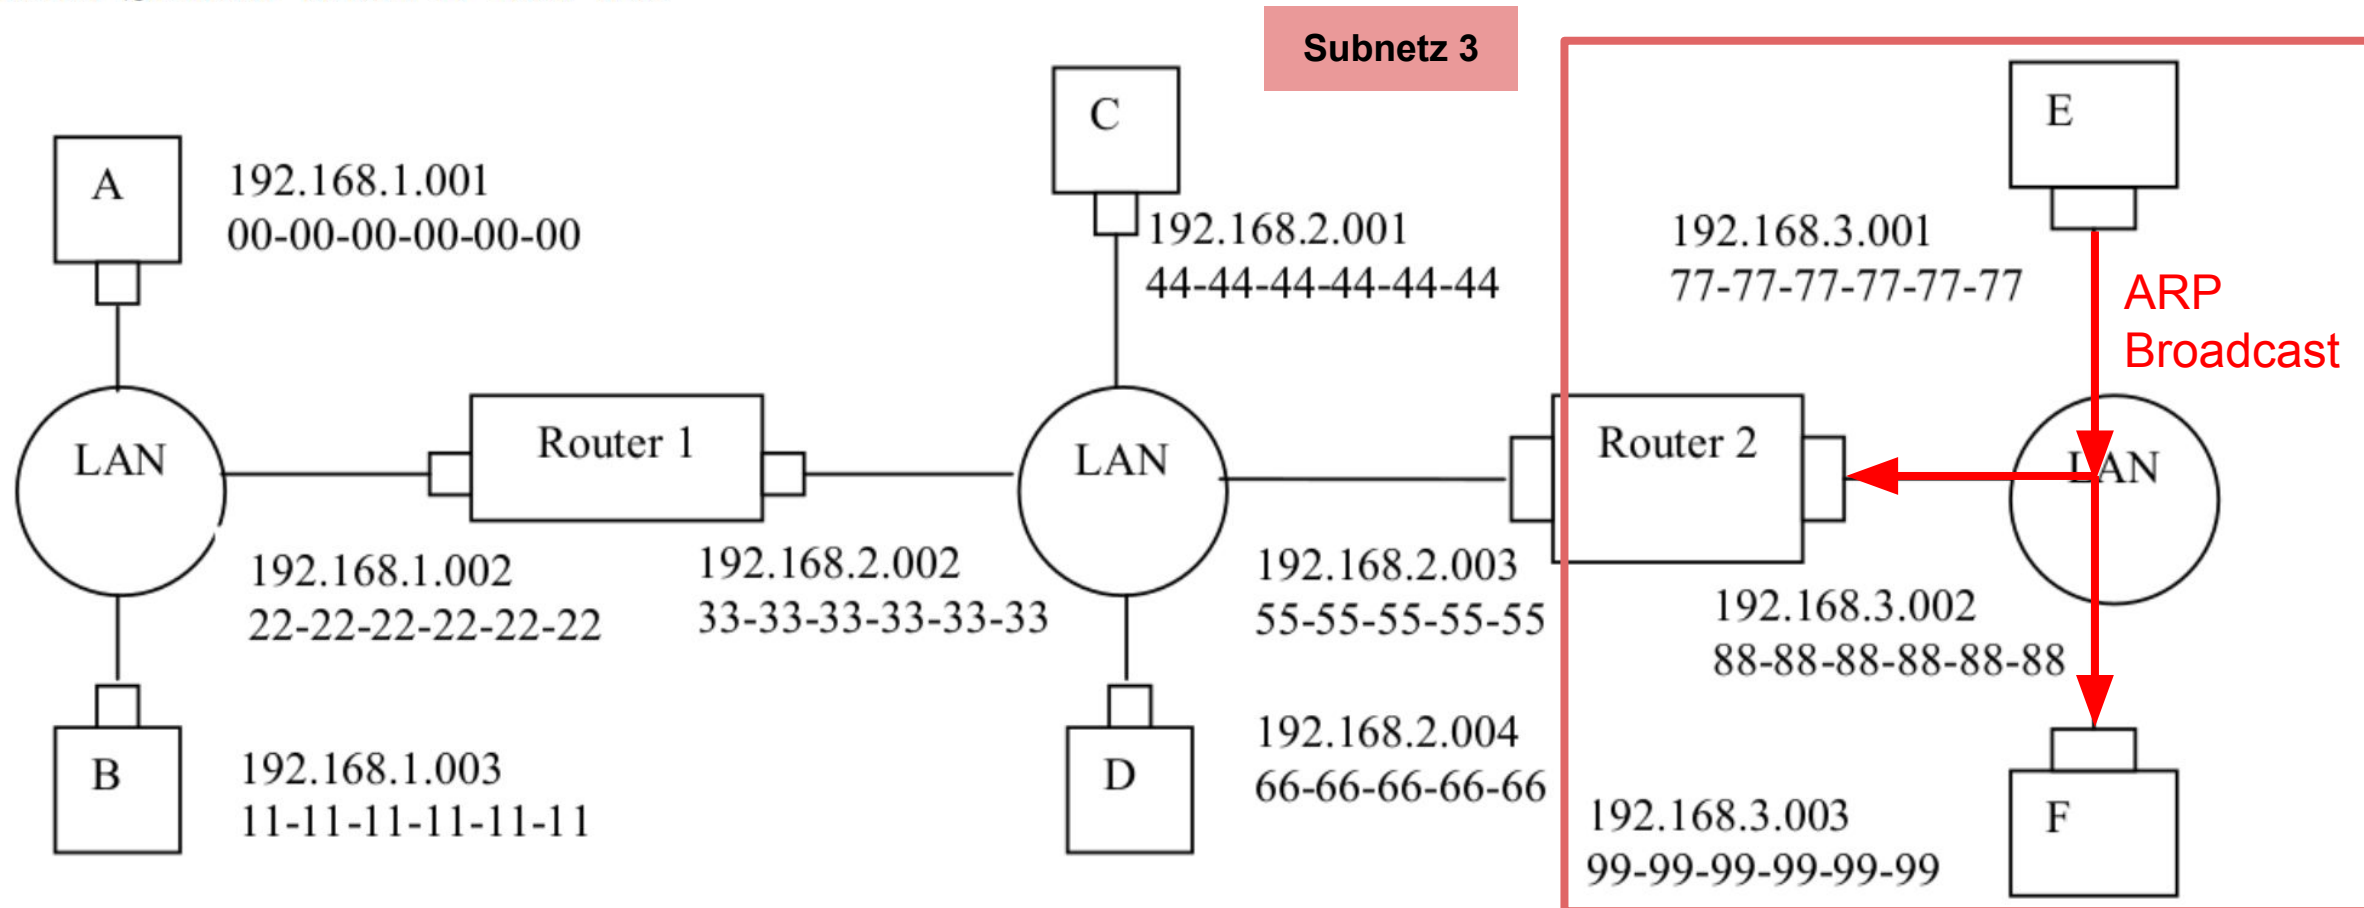 Subnetz 3
A
192.168.1.001
00-00-00-00-00-00
C
192.168.2.001
44-44-44-44-44-44
E
192.168.3.001
77-77-77-77-77-77
ARP
Broadcast
LAN
Router 1
LAN
Router 2
LAN
192.168.1.002
22-22-22-22-22-22
192.168.2.002
33-33-33-33-33-33
192.168.2.003
55-55-55-55-55
192.168.3.002
88-88-88-88-88-88
B
192.168.1.003
11-11-11-11-11-11
D
192.168.2.004
66-66-66-66-66
192.168.3.003
99-99-99-99-99-99
F